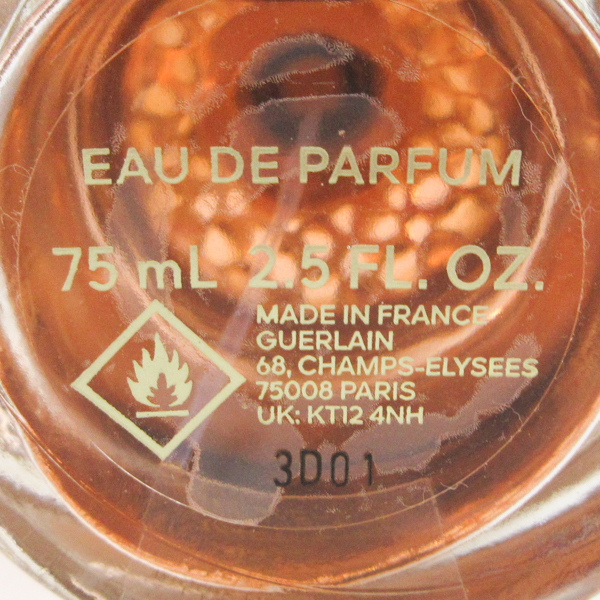 EAU DE PARFUM
75 mL 2.5 FL. OZ.
MADE IN FRANCE
GUERLAIN
68, CHAMPS-ELYSEES
75008 PARIS
UK: KT12 4NH
3D01